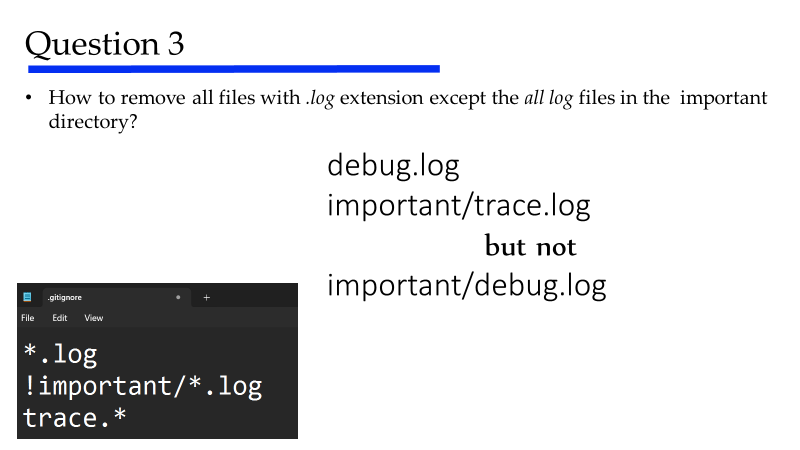 Question 3
• How to remove all files with .log extension except the all log files in the important
directory?
debug.log
important/trace.log
but not
important/debug.log
.gitignore
File Edit View
*.log
!important/*.log
trace.*